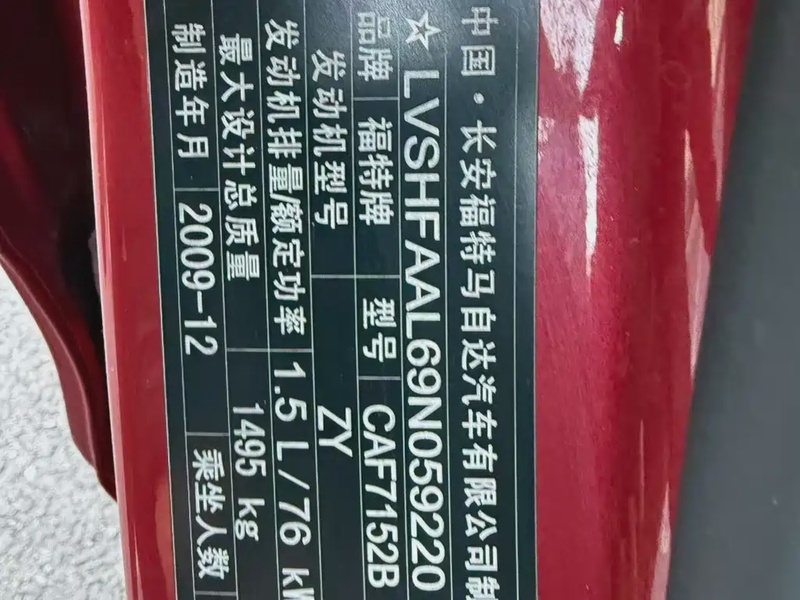 中国·长安福特马自达汽车有限公司制
☆LVSHFAAL69N059220
品牌 福特牌 型号 CAF7152B
发动机型号 ZY
发动机排量/额定功率 1.5L/76 kW
最大设计总质量 1495 kg
制造年月 2009-12 乘坐人数